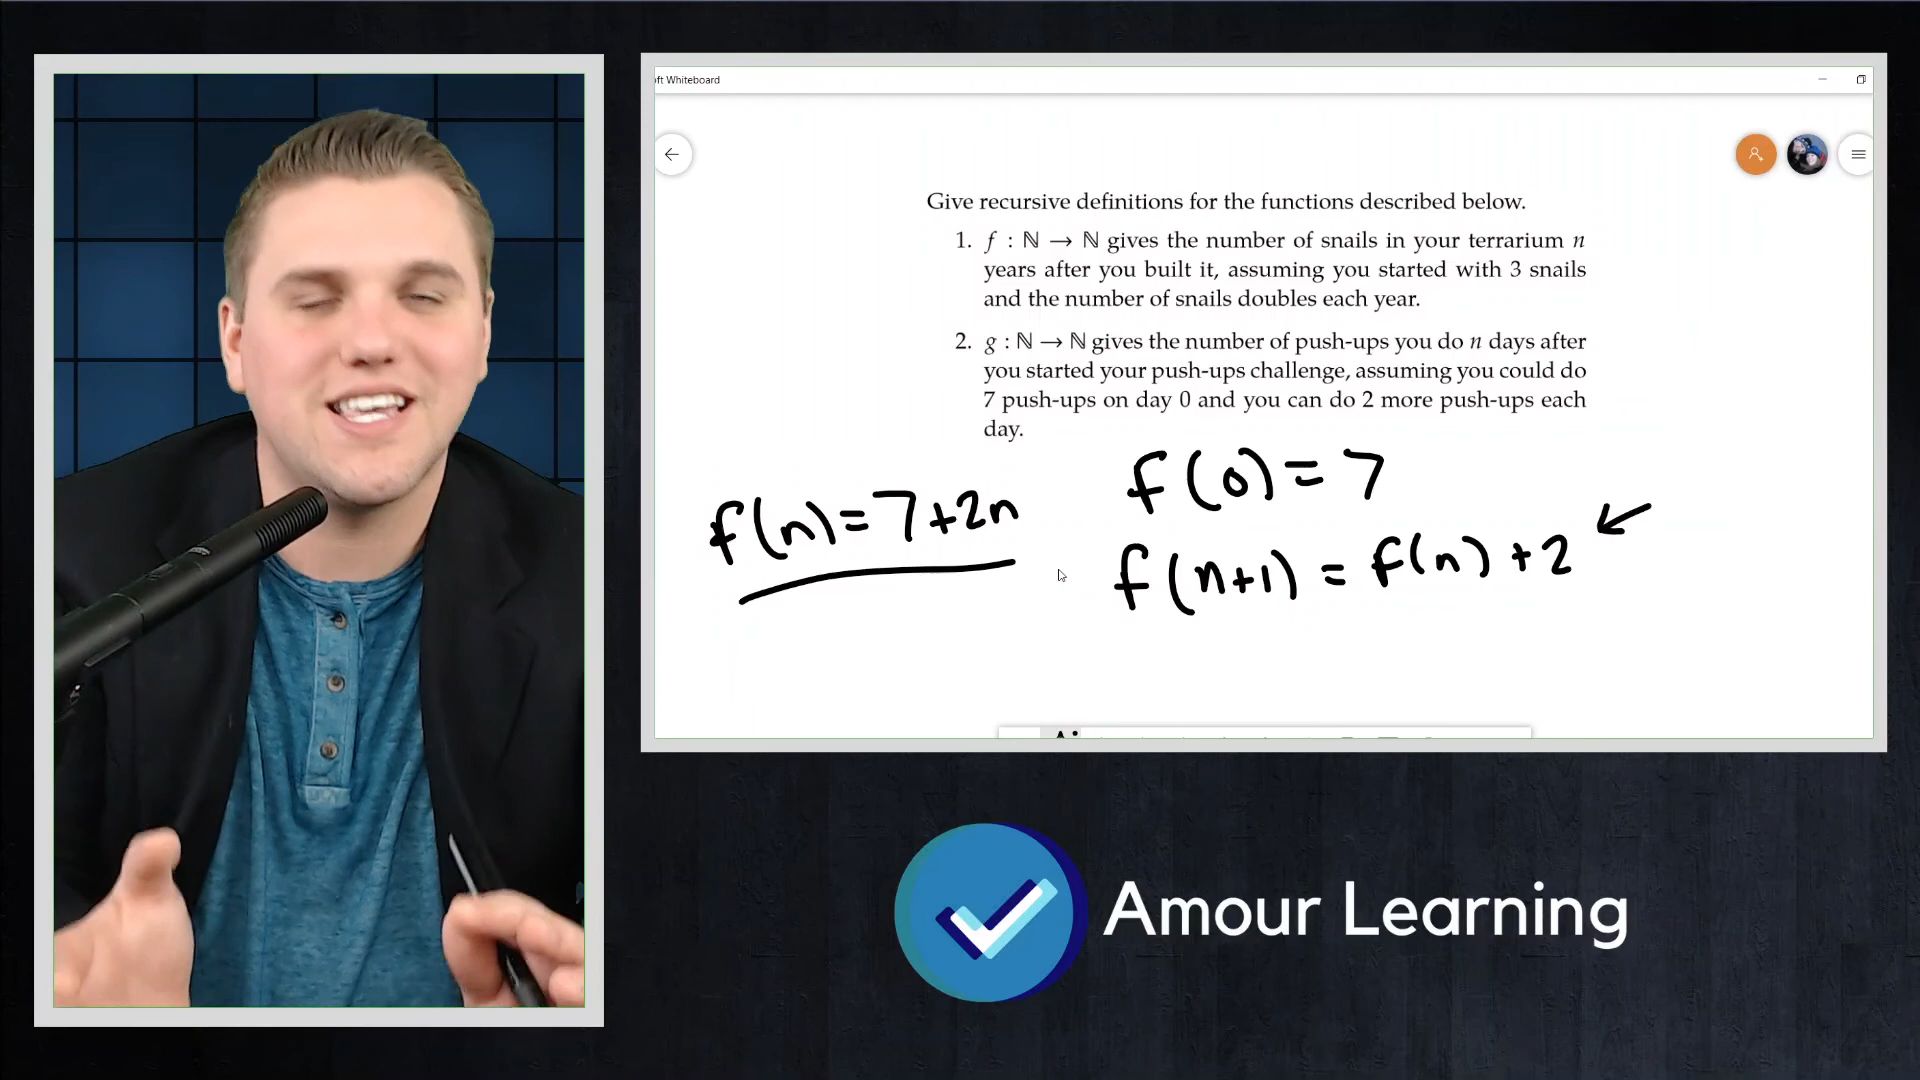 oft Whiteboard
Give recursive definitions for the functions described below.
1. f : ℕ → ℕ gives the number of snails in your terrarium n
years after you built it, assuming you started with 3 snails
and the number of snails doubles each year.
2. g : ℕ → ℕ gives the number of push-ups you do n days after
you started your push-ups challenge, assuming you could do
7 push-ups on day 0 and you can do 2 more push-ups each
day.
f(n)=7+2n
f(0)=7
f(n+1)=f(n)+2
Amour Learning